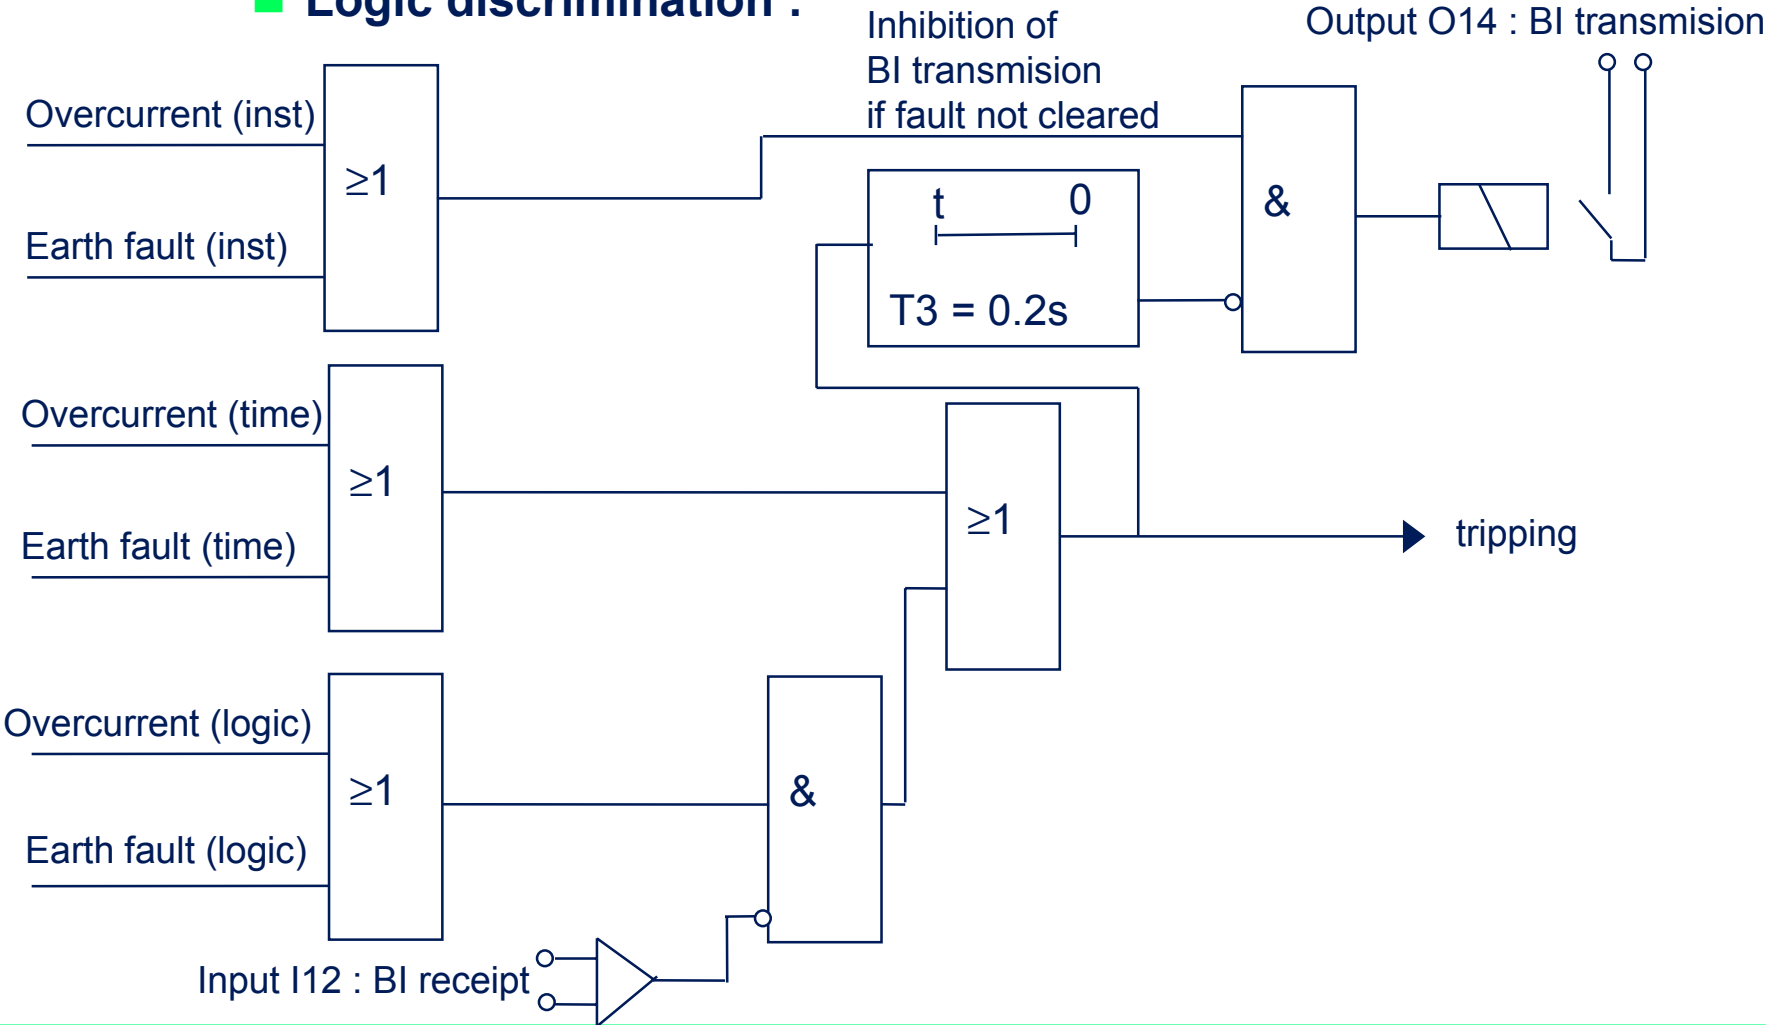 Logic discrimination :
Inhibition of
BI transmision
if fault not cleared
Output O14 : BI transmision
Overcurrent (inst)
≥1
Earth fault (inst)
t 0
T3 = 0.2s
&
Overcurrent (time)
≥1
Earth fault (time)
≥1
tripping
Overcurrent (logic)
≥1
&
Earth fault (logic)
Input I12 : BI receipt